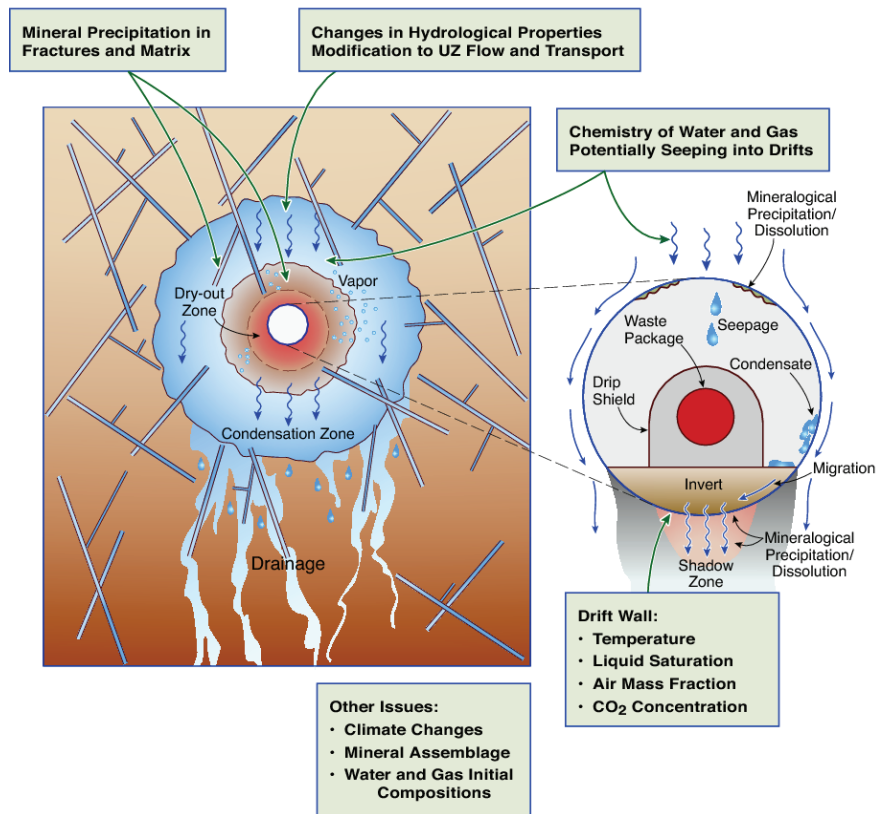 Mineral Precipitation in
Fractures and Matrix
Changes in Hydrological Properties
Modification to UZ Flow and Transport
Chemistry of Water and Gas
Potentially Seeping into Drifts
Vapor
Dry-out
Zone
Condensation Zone
Drainage
Mineralogical
Precipitation/
Dissolution
Seepage
Waste
Package
Condensate
Drip
Shield
Invert
Migration
Mineralogical
Precipitation/
Dissolution
Shadow
Zone
Drift Wall:
• Temperature
• Liquid Saturation
• Air Mass Fraction
• CO2 Concentration
Other Issues:
• Climate Changes
• Mineral Assemblage
• Water and Gas Initial
Compositions